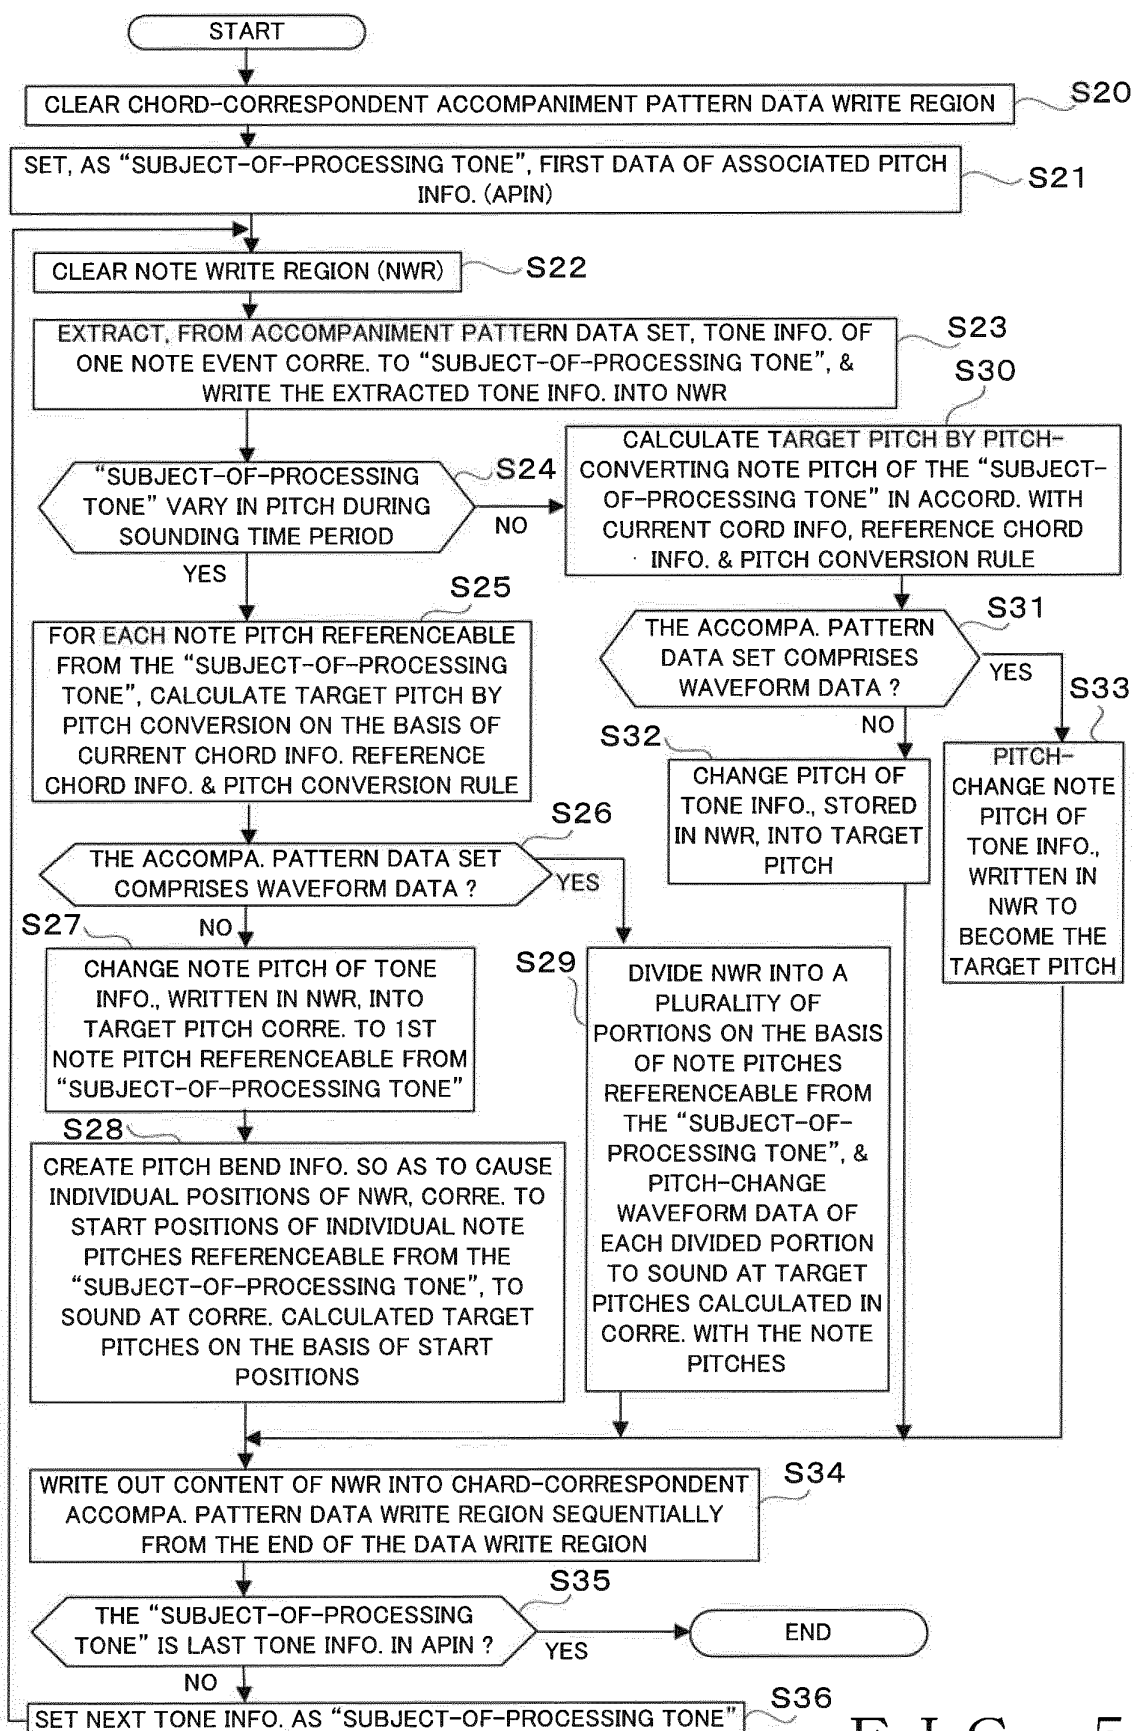 START
CLEAR CHORD-CORRESPONDENT ACCOMPANIMENT PATTERN DATA WRITE REGION
S20
SET, AS “SUBJECT-OF-PROCESSING TONE”, FIRST DATA OF ASSOCIATED PITCH
INFO. (APIN)
S21
CLEAR NOTE WRITE REGION (NWR)
S22
EXTRACT, FROM ACCOMPANIMENT PATTERN DATA SET, TONE INFO. OF
ONE NOTE EVENT CORRE. TO “SUBJECT-OF-PROCESSING TONE”, &
WRITE THE EXTRACTED TONE INFO. INTO NWR
S23
“SUBJECT-OF-PROCESSING
TONE” VARY IN PITCH DURING
SOUNDING TIME PERIOD
S24
NO
YES
S30
CALCULATE TARGET PITCH BY PITCH-
CONVERTING NOTE PITCH OF THE “SUBJECT-
OF-PROCESSING TONE” IN ACCORD. WITH
CURRENT CORD INFO, REFERENCE CHORD
INFO. & PITCH CONVERSION RULE
S25
FOR EACH NOTE PITCH REFERENCEABLE
FROM THE “SUBJECT-OF-PROCESSING
TONE”, CALCULATE TARGET PITCH BY
PITCH CONVERSION ON THE BASIS OF
CURRENT CHORD INFO. REFERENCE
CHORD INFO. & PITCH CONVERSION RULE
S31
THE ACCOMPA. PATTERN
DATA SET COMPRISES
WAVEFORM DATA ?
YES
NO
S32
CHANGE PITCH OF
TONE INFO., STORED
IN NWR, INTO TARGET
PITCH
S33
PITCH-
CHANGE NOTE
PITCH OF
TONE INFO.,
WRITTEN IN
NWR TO
BECOME THE
TARGET PITCH
S26
THE ACCOMPA. PATTERN DATA SET
COMPRISES WAVEFORM DATA ?
YES
NO
S27
CHANGE NOTE PITCH OF TONE
INFO., WRITTEN IN NWR, INTO
TARGET PITCH CORRE. TO 1ST
NOTE PITCH REFERENCEABLE FROM
“SUBJECT-OF-PROCESSING TONE”
S28
CREATE PITCH BEND INFO. SO AS TO CAUSE
INDIVIDUAL POSITIONS OF NWR, CORRE. TO
START POSITIONS OF INDIVIDUAL NOTE
PITCHES REFERENCEABLE FROM THE
“SUBJECT-OF-PROCESSING TONE”, TO
SOUND AT CORRE. CALCULATED TARGET
PITCHES ON THE BASIS OF START
POSITIONS
S29
DIVIDE NWR INTO A
PLURALITY OF
PORTIONS ON THE BASIS
OF NOTE PITCHES
REFERENCEABLE FROM
THE “SUBJECT-OF-
PROCESSING TONE”, &
PITCH-CHANGE
WAVEFORM DATA OF
EACH DIVIDED PORTION
TO SOUND AT TARGET
PITCHES CALCULATED IN
CORRE. WITH THE NOTE
PITCHES
WRITE OUT CONTENT OF NWR INTO CHARD-CORRESPONDENT
ACCOMPA. PATTERN DATA WRITE REGION SEQUENTIALLY
FROM THE END OF THE DATA WRITE REGION
S34
THE “SUBJECT-OF-PROCESSING
TONE” IS LAST TONE INFO. IN APIN ?
S35
YES
END
NO
SET NEXT TONE INFO. AS “SUBJECT-OF-PROCESSING TONE”
S36
FIG. 5